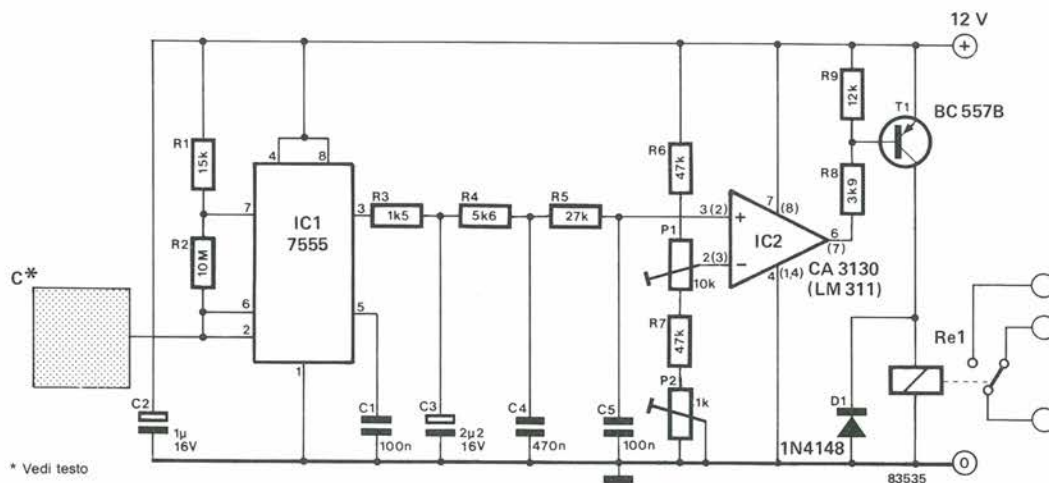 12 V
+
R1
15k
R2
10M
C*
C2
1µ
16V
4
8
7
6
2
3
5
1
IC1
7555
R3
1k5
R4
5k6
R5
27k
C1
100n
C3
2µ2
16V
C4
470n
C5
100n
R6
47k
P1
10k
R7
47k
P2
1k
3(2)
+
2(3)
−
IC2
7
(8)
6
(7)
4
(1,4)
CA 3130
(LM 311)
R9
12k
R8
3k9
T1
BC 557B
Re1
D1
1N4148
0
83535
* Vedi testo